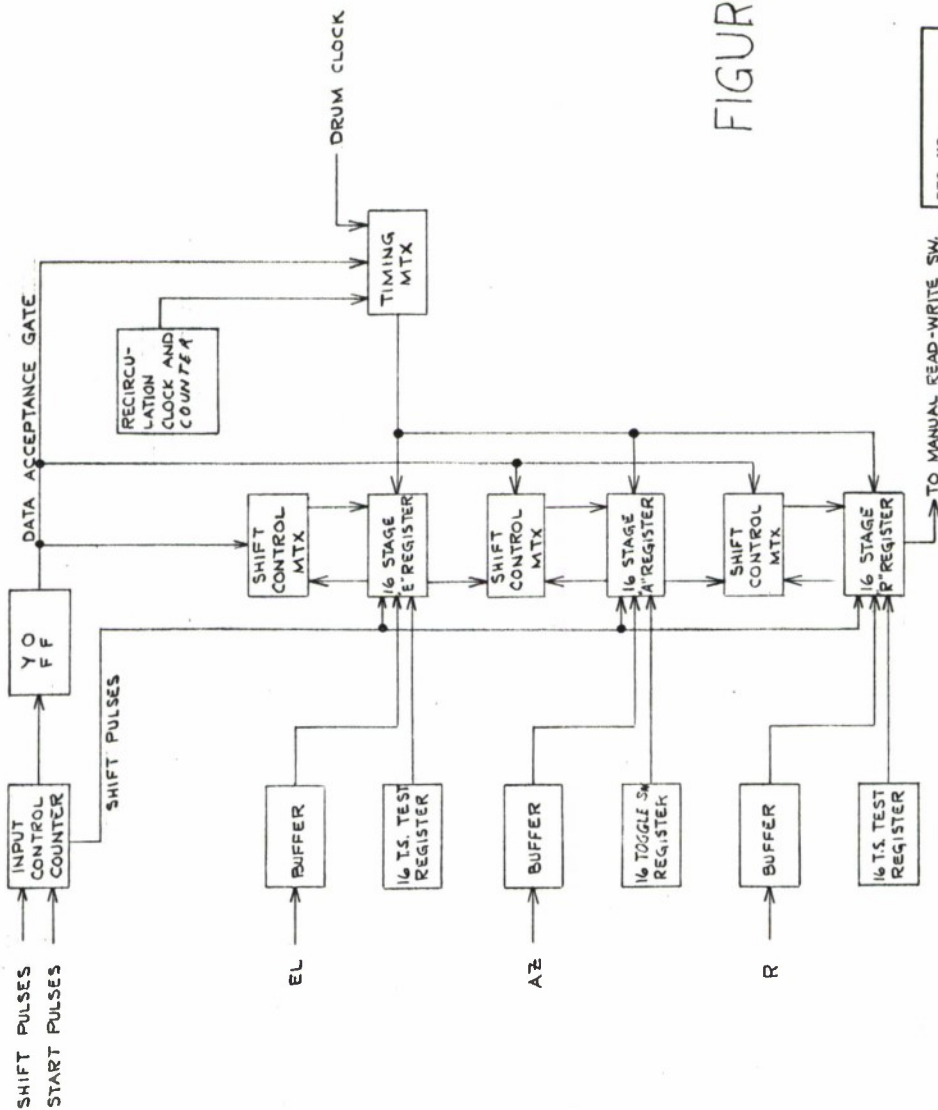 SHIFT PULSES
START PULSES
INPUT
CONTROL
COUNTER
Y O
F F
DATA ACCEPTANCE GATE
SHIFT PULSES
RECIRCU-
LATION
CLOCK AND
COUNTER
DRUM CLOCK
TIMING
MTX
EL
BUFFER
16 T.S. TEST
REGISTER
SHIFT
CONTROL
MTX
16 STAGE
"E" REGISTER
AZ
BUFFER
16 TOGGLE SW
REGISTER
SHIFT
CONTROL
MTX
16 STAGE
"A" REGISTER
R
BUFFER
16 T.S. TEST
REGISTER
SHIFT
CONTROL
MTX
16 STAGE
"R" REGISTER
TO MANUAL READ-WRITE SW.
FIGUR